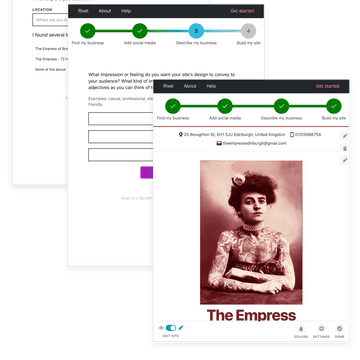 LOCATION
Where are you b
I found several l
The Empress of Bro
The Empress - 72
None of the above
Rivet About Help Get started
3 4
Find my business Add social media Describe my business Build my site
What impression or feeling do you want your site's design to convey to
your audience? What kind of
adjectives as you can think of t
Examples: casual, professional, ele
friendly.
Rivet About Help Get started
Find my business Add social media Describe my business Build my site
25 Broughton St, EH1 3JU Edinburgh, United Kingdom 01315586754
theempressedinburgh@gmail.com
The Empress
EDIT SITE COLORS SETTINGS DONE